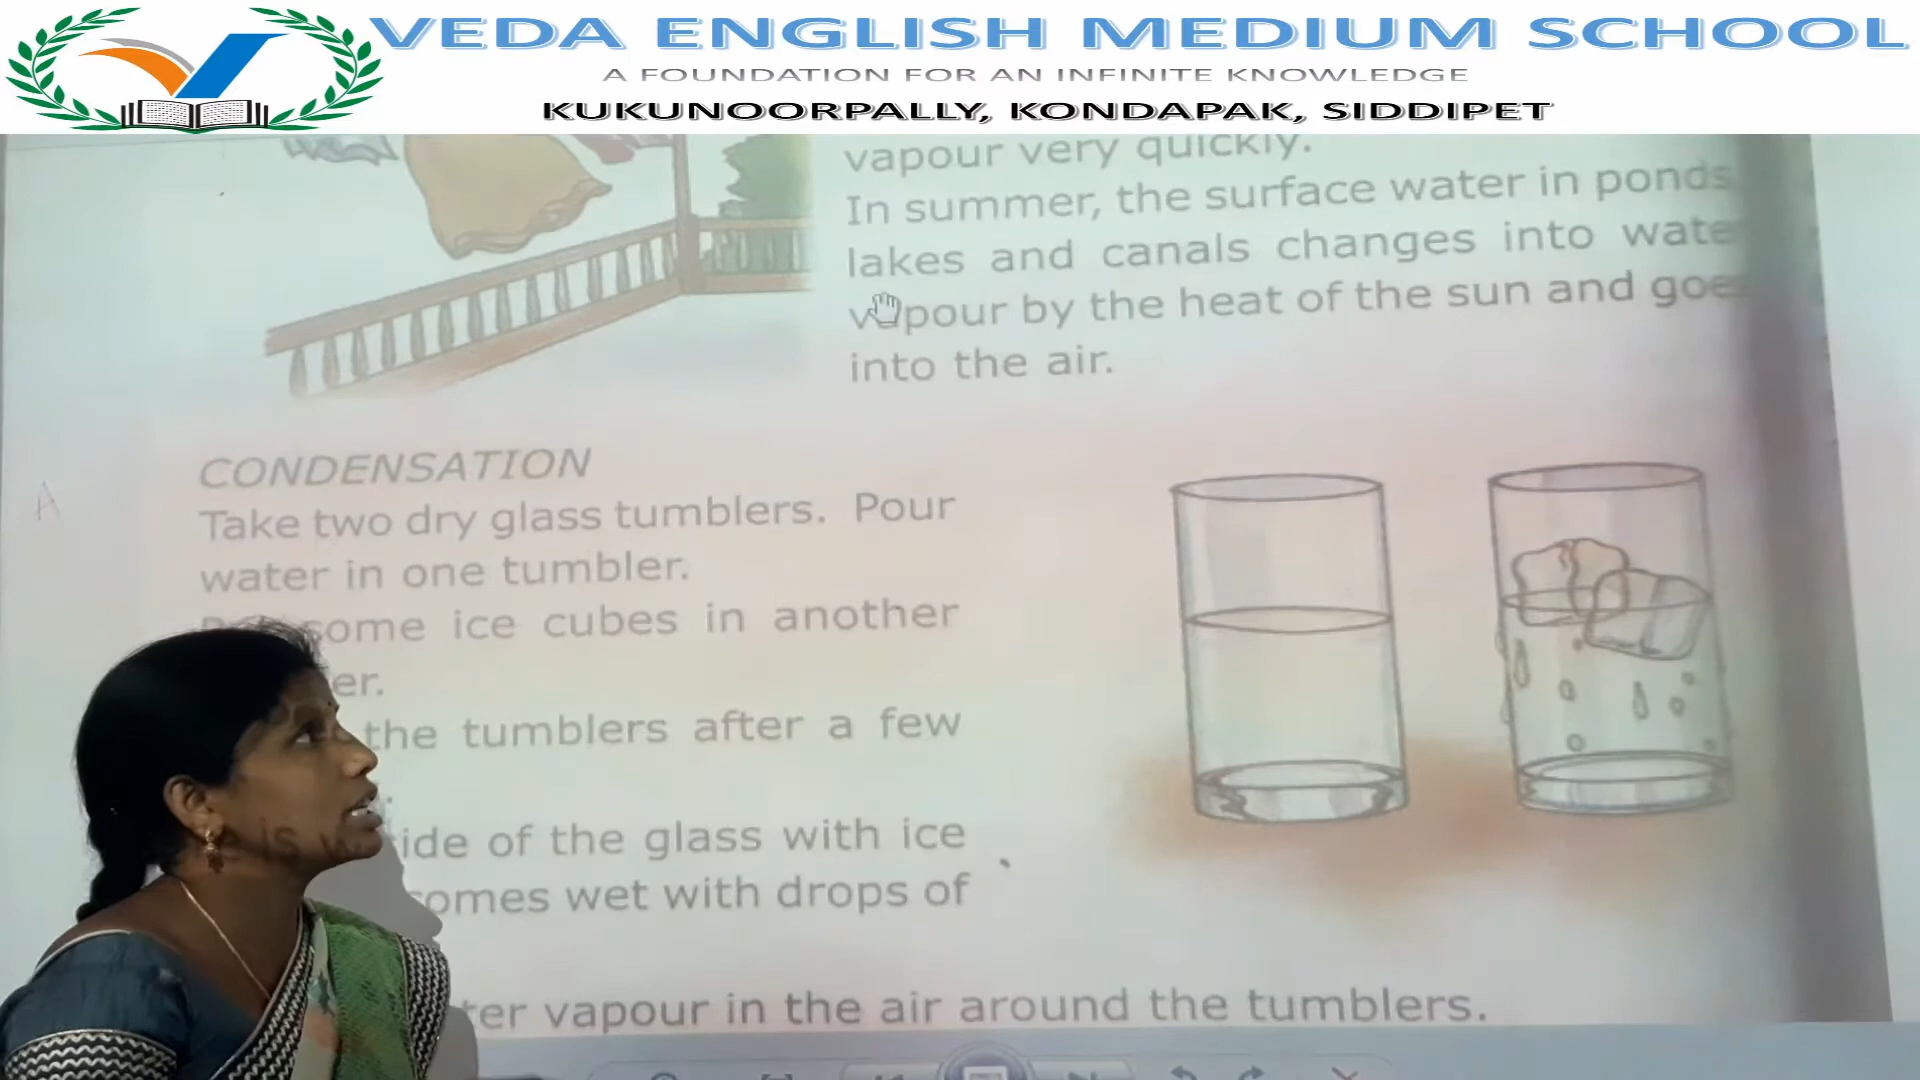 VEDA ENGLISH MEDIUM SCHOOL
A FOUNDATION FOR AN INFINITE KNOWLEDGE
KUKUNOORPALLY, KONDAPAK, SIDDIPET
vapour very quickly.
In summer, the surface water in ponds
lakes and canals changes into wate
vapour by the heat of the sun and goe
into the air.
CONDENSATION
Take two dry glass tumblers. Pour
water in one tumbler.
some ice cubes in another
er.
the tumblers after a few
ide of the glass with ice
comes wet with drops of
ter vapour in the air around the tumblers.
A